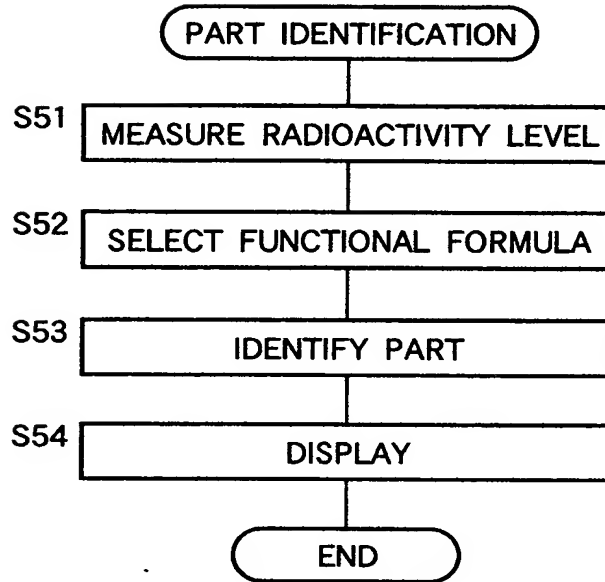 PART IDENTIFICATION
S51
MEASURE RADIOACTIVITY LEVEL
S52
SELECT FUNCTIONAL FORMULA
S53
IDENTIFY PART
S54
DISPLAY
END